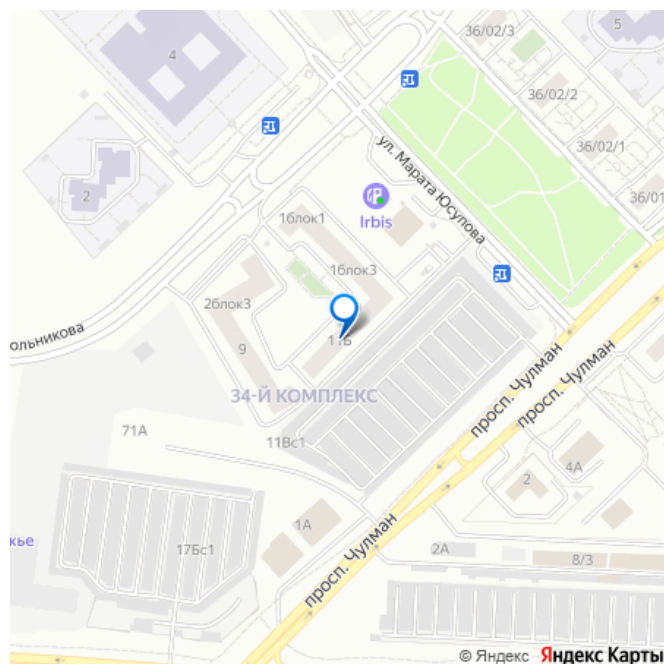 36/02/3
5
4
36/02/2
ул. Марата Юсупова
36/02/1
2
36/01
1блок1
Irbis
1блок3
2блок3
ольникова
9
11Б
просп. Чулман
просп. Чулман
34-Й КОМПЛЕКС
71А
11Вс1
4А
2
1А
кье
17Бс1
просп. Чулман
2А
8/3
© Яндекс Яндекс Карты